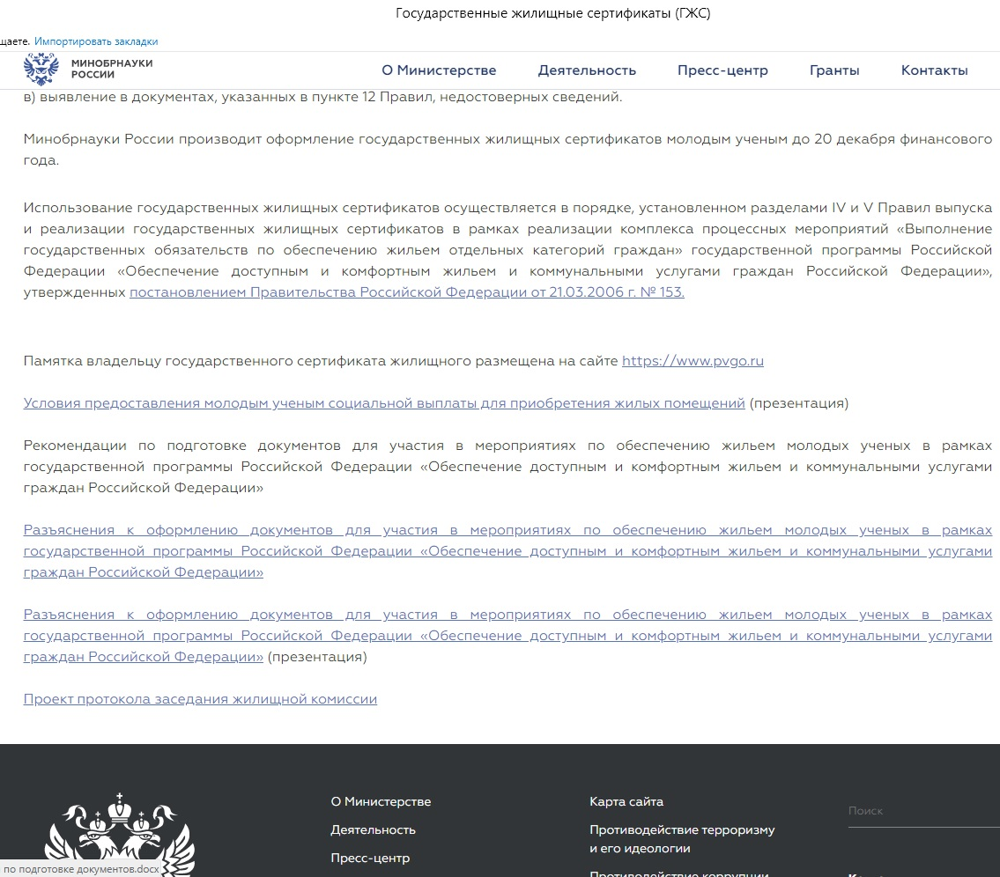 Государственные жилищные сертификаты (ГЖС)
щаете. Импортировать закладки
МИНОБРНАУКИ
РОССИИ
О Министерстве Деятельность Пресс-центр Гранты Контакты
в) выявление в документах, указанных в пункте 12 Правил, недостоверных сведений.
Минобрнауки России производит оформление государственных жилищных сертификатов молодым ученым до 20 декабря финансового
года.
Использование государственных жилищных сертификатов осуществляется в порядке, установленном разделами IV и V Правил выпуска
и реализации государственных жилищных сертификатов в рамках реализации комплекса процессных мероприятий «Выполнение
государственных обязательств по обеспечению жильем отдельных категорий граждан» государственной программы Российской
Федерации «Обеспечение доступным и комфортным жильем и коммунальными услугами граждан Российской Федерации»,
утвержденных постановлением Правительства Российской Федерации от 21.03.2006 г. № 153.
Памятка владельцу государственного сертификата жилищного размещена на сайте https://www.pvgo.ru
Условия предоставления молодым ученым социальной выплаты для приобретения жилых помещений (презентация)
Рекомендации по подготовке документов для участия в мероприятиях по обеспечению жильем молодых ученых в рамках
государственной программы Российской Федерации «Обеспечение доступным и комфортным жильем и коммунальными услугами
граждан Российской Федерации»
Разъяснения к оформлению документов для участия в мероприятиях по обеспечению жильем молодых ученых в рамках
государственной программы Российской Федерации «Обеспечение доступным и комфортным жильем и коммунальными услугами
граждан Российской Федерации»
Разъяснения к оформлению документов для участия в мероприятиях по обеспечению жильем молодых ученых в рамках
государственной программы Российской Федерации «Обеспечение доступным и комфортным жильем и коммунальными услугами
граждан Российской Федерации» (презентация)
Проект протокола заседания жилищной комиссии
О Министерстве
Деятельность
Пресс-центр
Карта сайта
Противодействие терроризму
и его идеологии
Противодействие коррупции
Поиск
по подготовке документов.docx